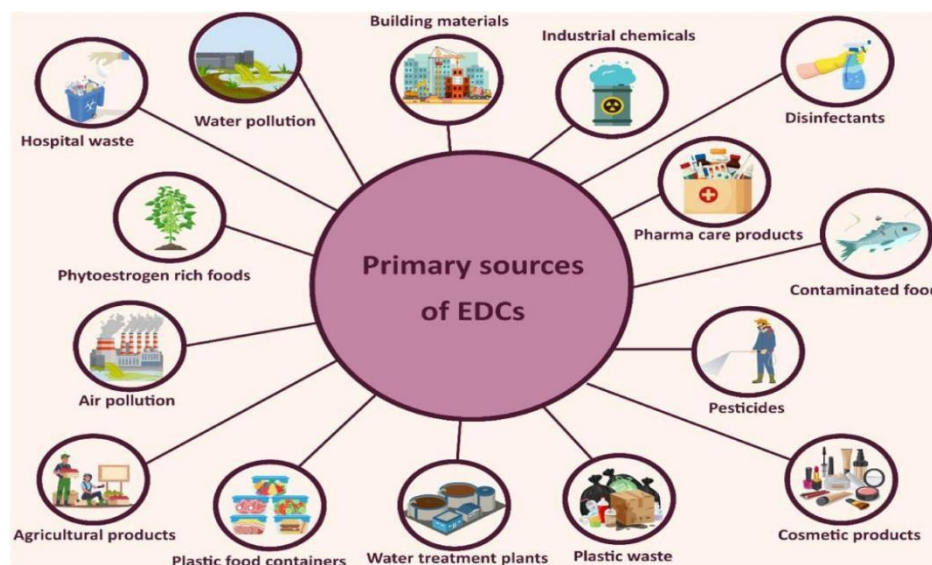 Building materials
Industrial chemicals
Disinfectants
Water pollution
Hospital waste
Pharma care products
Phytoestrogen rich foods
Primary sources
of EDCs
Contaminated food
Air pollution
Pesticides
Agricultural products
Plastic food containers
Water treatment plants
Plastic waste
Cosmetic products